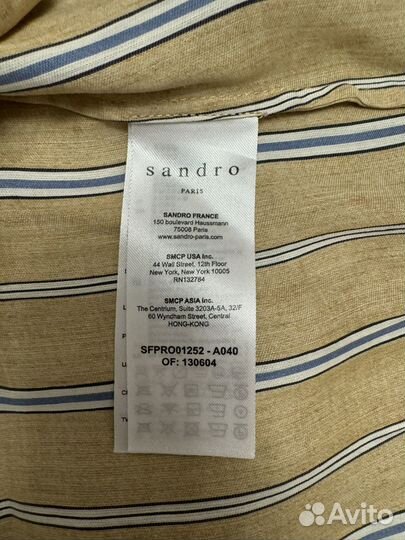 sandro
PARIS
SANDRO FRANCE
150 boulevard Haussmann
75008 Paris
www.sandro-paris.com
SMCP USA Inc.
44 Wall Street, 12th Floor
New York, New York 10005
RN132784
SMCP ASIA Inc.
The Centrium, Suite 3203A-5A, 32/F
60 Wyndham Street, Central
HONG-KONG
SFPRO01252 - A040
OF: 130604
Avito